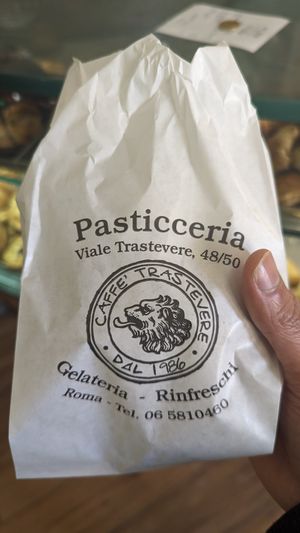 Pasticceria
Viale Trastevere, 48/50
CAFFE' TRASTEVERE
DAL 1986
Gelateria - Rinfreschi
Roma - Tel. 06 5810460